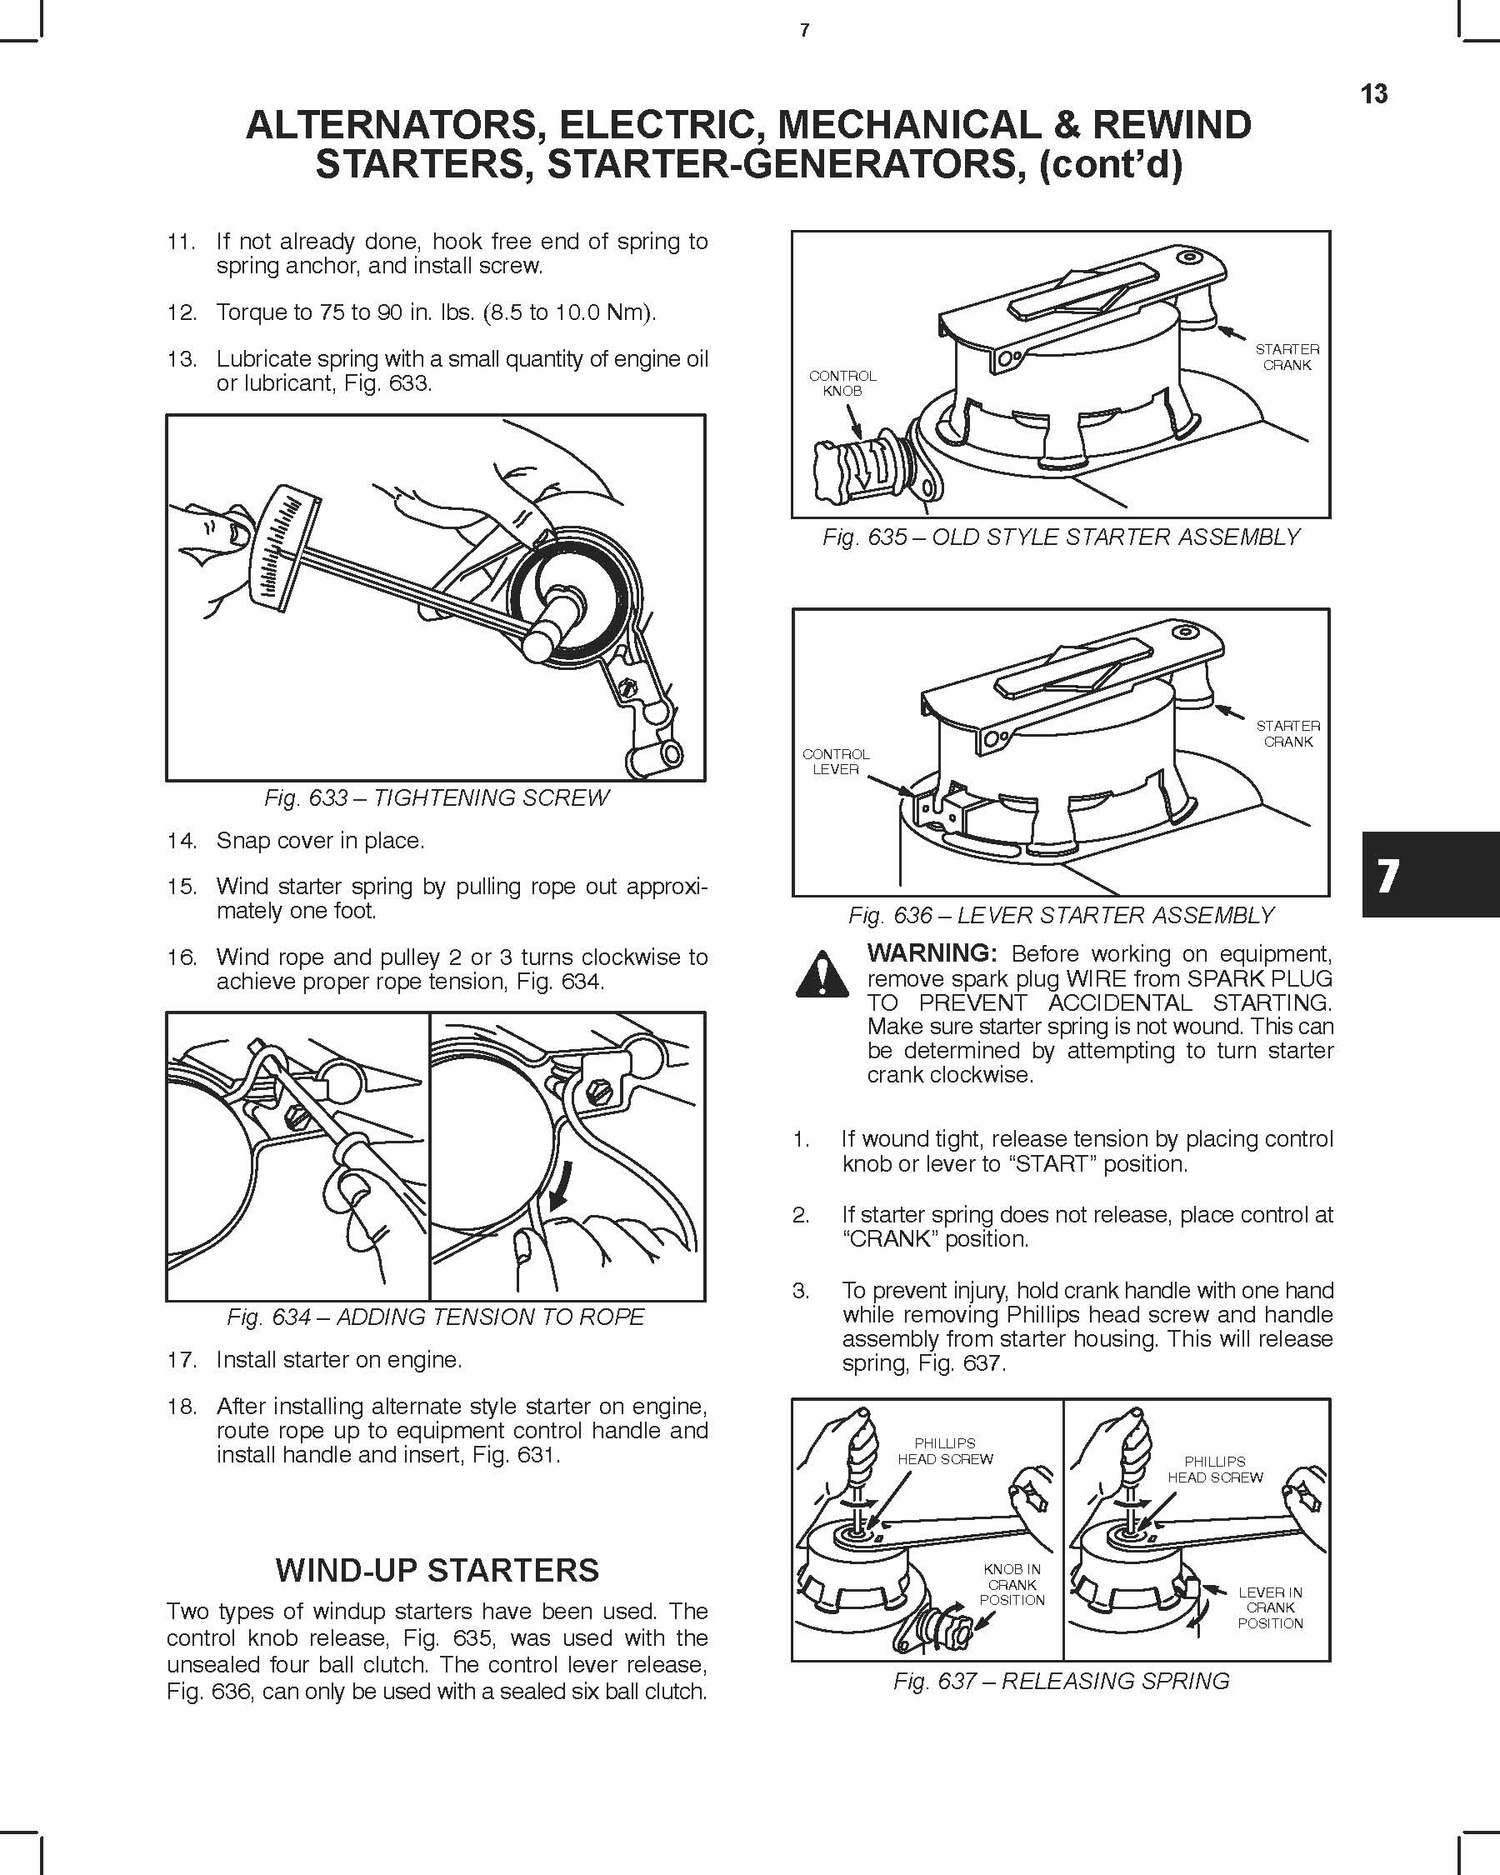 7
13
ALTERNATORS, ELECTRIC, MECHANICAL & REWIND
STARTERS, STARTER-GENERATORS, (cont’d)
11. If not already done, hook free end of spring to
spring anchor, and install screw.
12. Torque to 75 to 90 in. lbs. (8.5 to 10.0 Nm).
13. Lubricate spring with a small quantity of engine oil
or lubricant, Fig. 633.
Fig. 633 – TIGHTENING SCREW
14. Snap cover in place.
15. Wind starter spring by pulling rope out approxi-
mately one foot.
16. Wind rope and pulley 2 or 3 turns clockwise to
achieve proper rope tension, Fig. 634.
Fig. 634 – ADDING TENSION TO ROPE
17. Install starter on engine.
18. After installing alternate style starter on engine,
route rope up to equipment control handle and
install handle and insert, Fig. 631.
WIND-UP STARTERS
Two types of windup starters have been used. The
control knob release, Fig. 635, was used with the
unsealed four ball clutch. The control lever release,
Fig. 636, can only be used with a sealed six ball clutch.
CONTROL
KNOB
STARTER
CRANK
Fig. 635 – OLD STYLE STARTER ASSEMBLY
CONTROL
LEVER
STARTER
CRANK
Fig. 636 – LEVER STARTER ASSEMBLY
7
WARNING: Before working on equipment,
remove spark plug WIRE from SPARK PLUG
TO PREVENT ACCIDENTAL STARTING.
Make sure starter spring is not wound. This can
be determined by attempting to turn starter
crank clockwise.
1. If wound tight, release tension by placing control
knob or lever to “START” position.
2. If starter spring does not release, place control at
“CRANK” position.
3. To prevent injury, hold crank handle with one hand
while removing Phillips head screw and handle
assembly from starter housing. This will release
spring, Fig. 637.
PHILLIPS
HEAD SCREW
KNOB IN
CRANK
POSITION
PHILLIPS
HEAD SCREW
LEVER IN
CRANK
POSITION
Fig. 637 – RELEASING SPRING